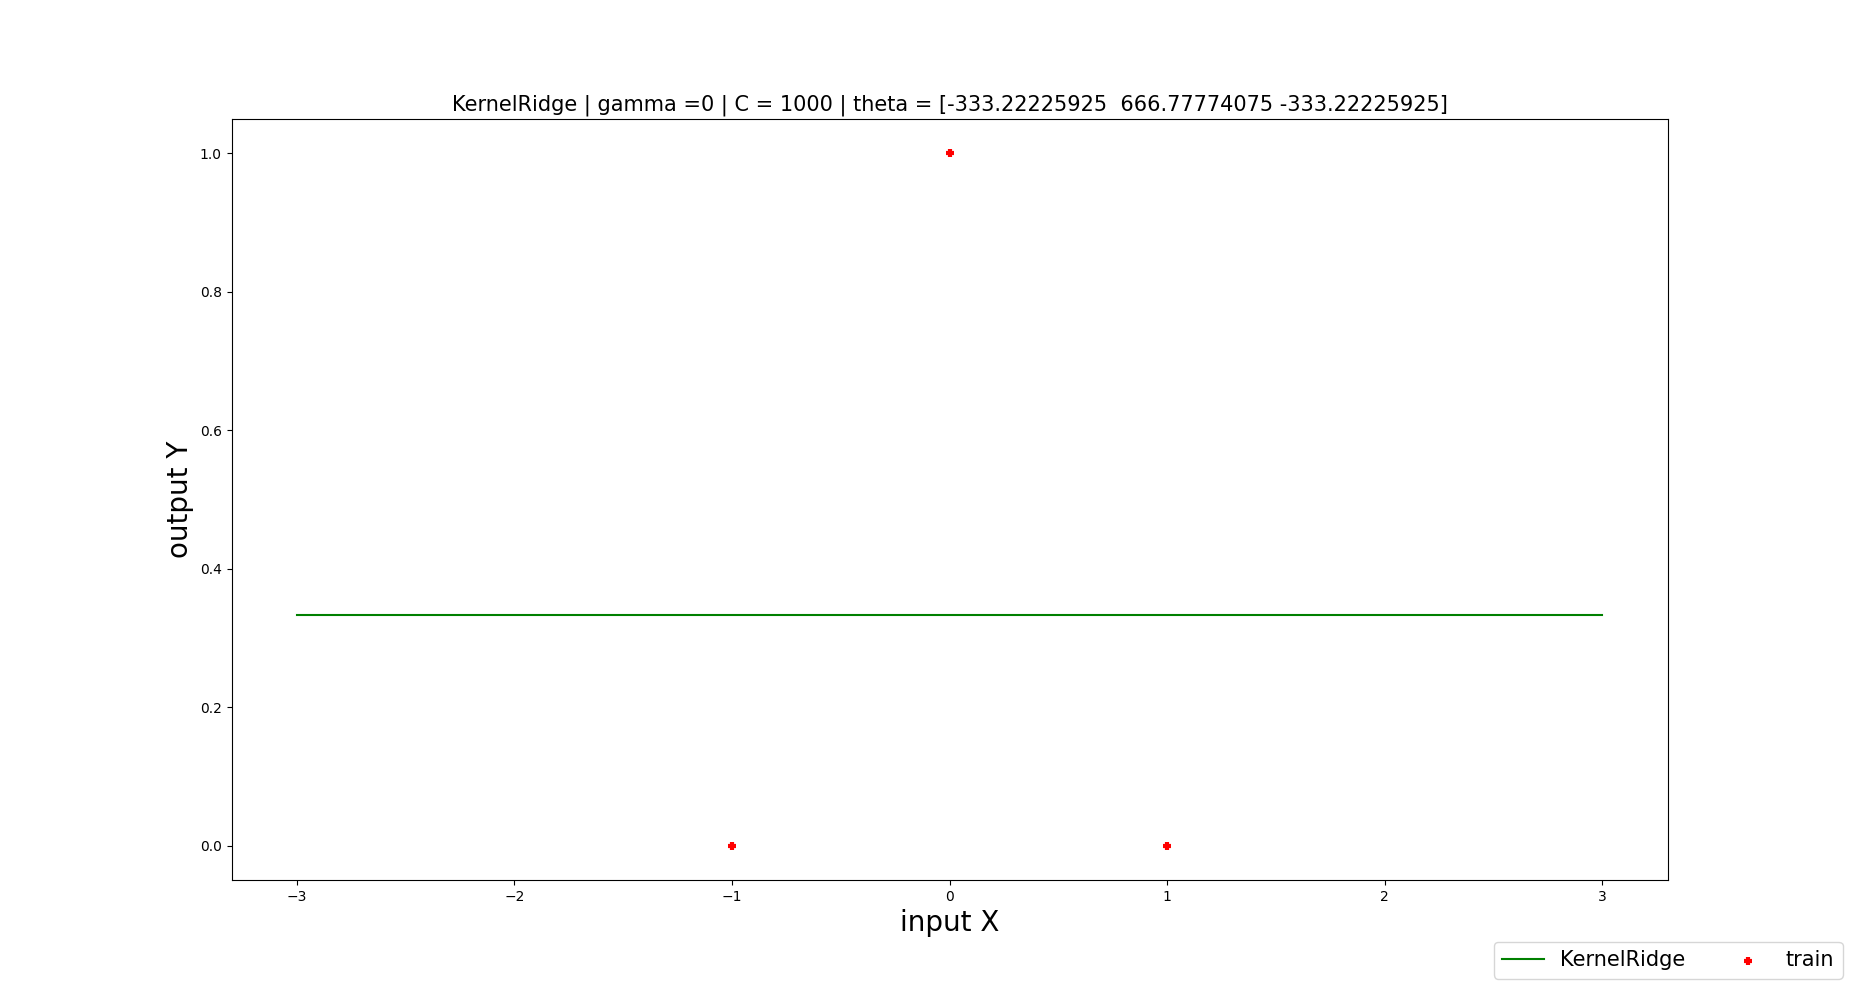 KernelRidge | gamma =0 | C = 1000 | theta = [-333.22225925  666.77774075 -333.22225925]
1.0
0.8
0.6
0.4
0.2
0.0
output Y
−3 −2 −1 0 1 2 3
input X
KernelRidge train